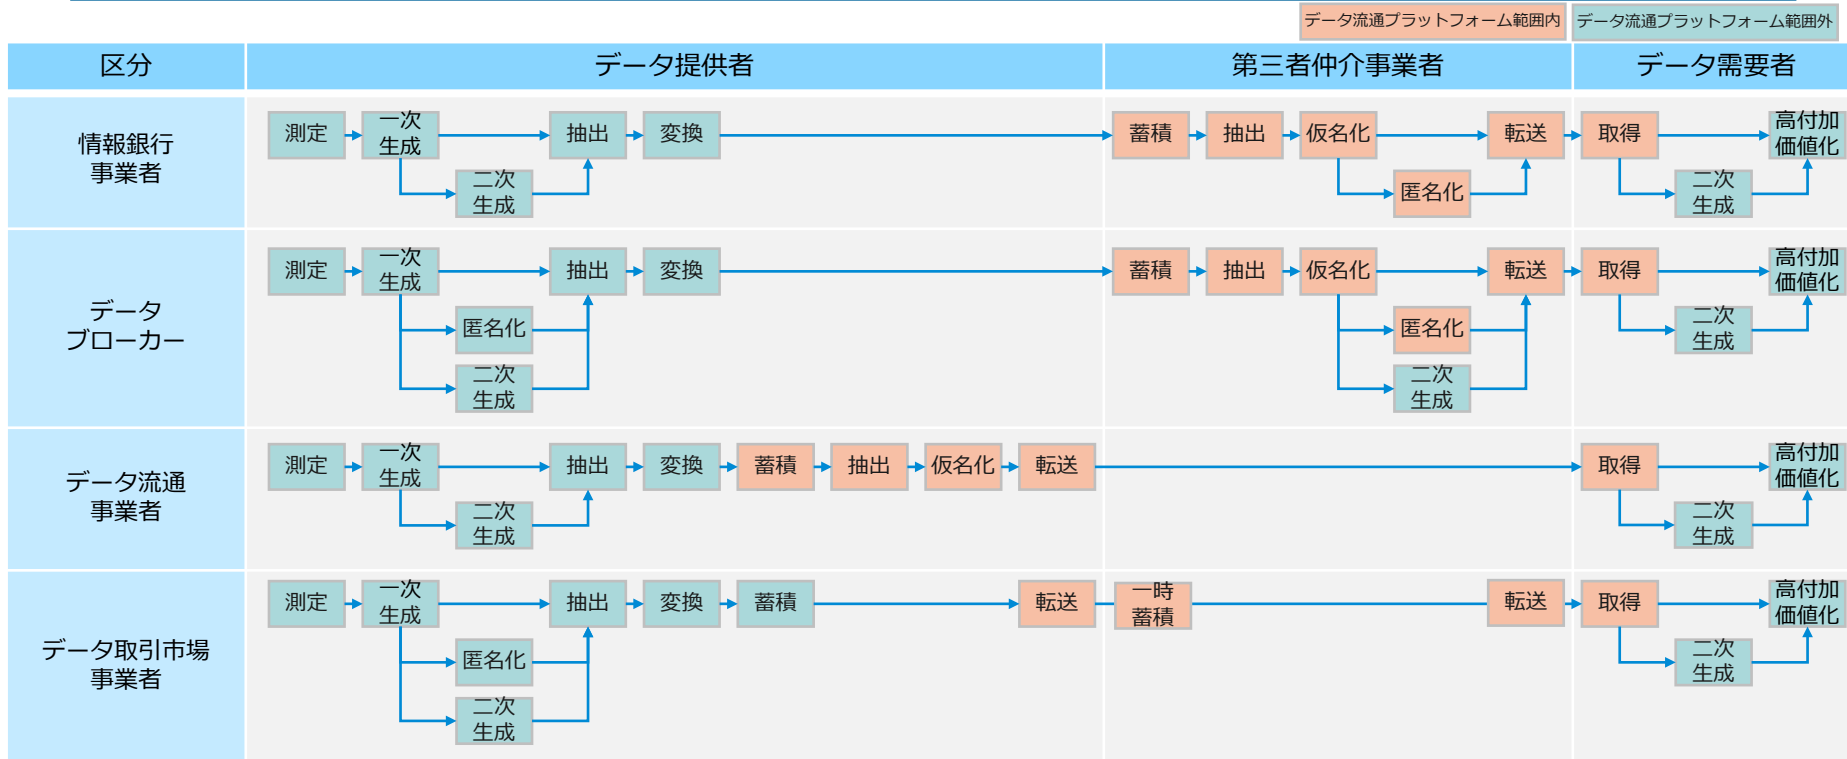 データ流通プラットフォーム範囲内
データ流通プラットフォーム範囲外
区分
データ提供者
第三者仲介事業者
データ需要者
情報銀行
事業者
測定
一次
生成
二次
生成
抽出
変換
蓄積
抽出
仮名化
匿名化
転送
取得
二次
生成
高付加
価値化
データ
ブローカー
測定
一次
生成
匿名化
二次
生成
抽出
変換
蓄積
抽出
仮名化
匿名化
二次
生成
転送
取得
二次
生成
高付加
価値化
データ流通
事業者
測定
一次
生成
二次
生成
抽出
変換
蓄積
抽出
仮名化
転送
取得
二次
生成
高付加
価値化
データ取引市場
事業者
測定
一次
生成
匿名化
二次
生成
抽出
変換
蓄積
転送
一時
蓄積
転送
取得
二次
生成
高付加
価値化